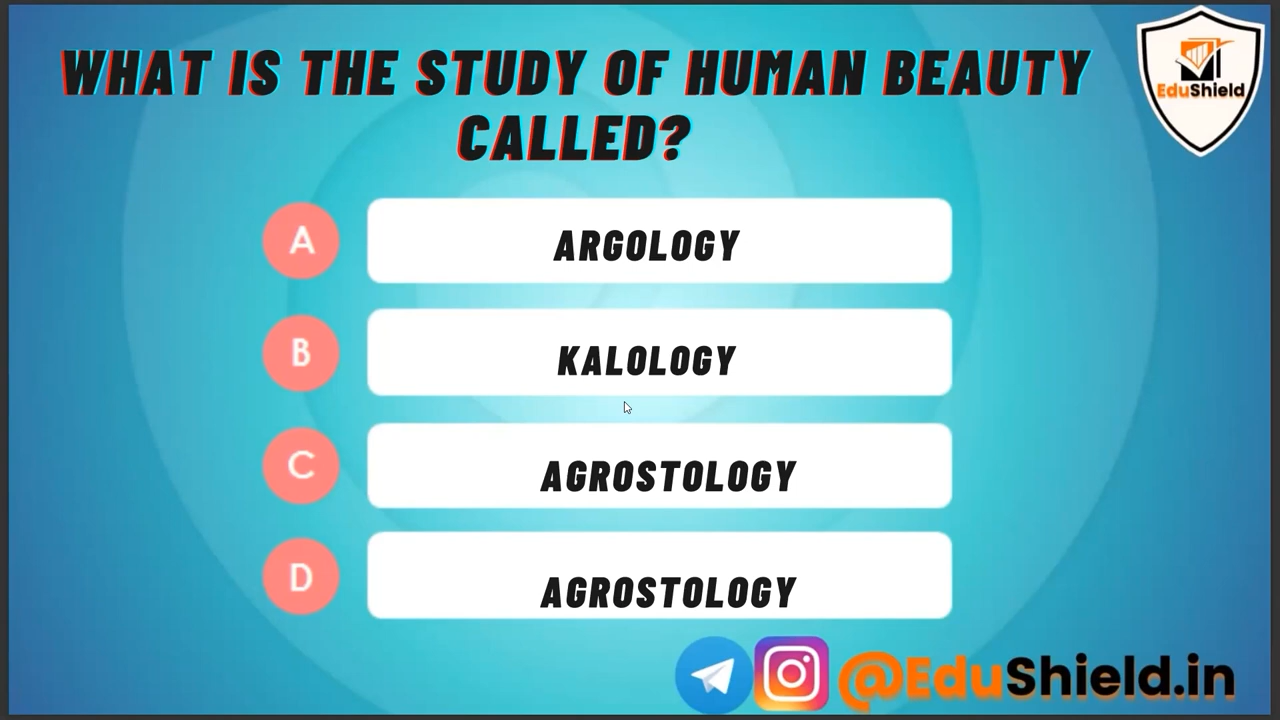 WHAT IS THE STUDY OF HUMAN BEAUTY
CALLED?
EduShield
A ARGOLOGY
B KALOLOGY
C AGROSTOLOGY
D AGROSTOLOGY
@EduShield.in